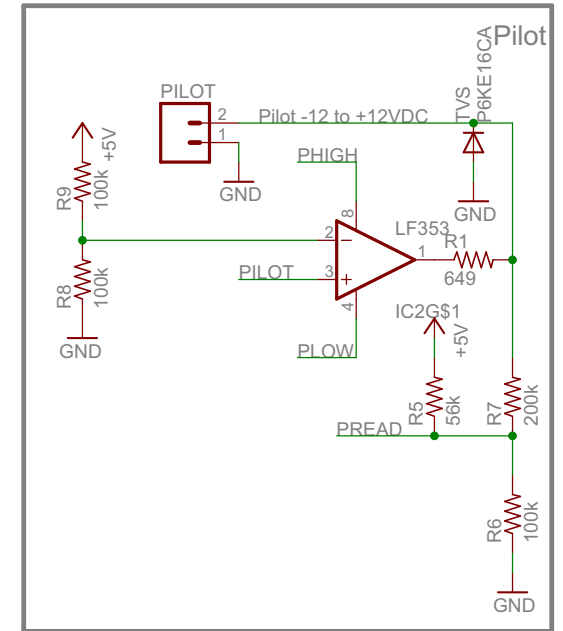 Pilot
TVS
P6KE16CA
PILOT
2
1
Pilot -12 to +12VDC
GND
+5V
R9
100k
PHIGH
GND
8
LF353
2
1
R1
649
PILOT
3
4
IC2G$1
R8
100k
GND
PLOW
+5V
R5
56k
R7
200k
PREAD
R6
100k
GND